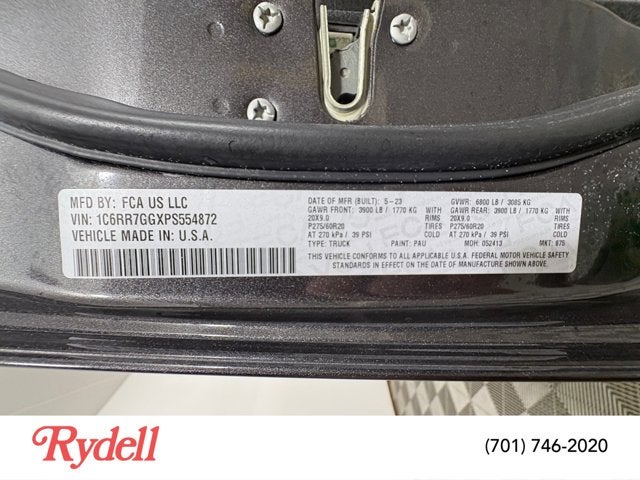 MFD BY: FCA US LLC
VIN: 1C6RR7GGXPS554872
VEHICLE MADE IN: U.S.A.
DATE OF MFR (BUILT): 5-23 GVWR: 6800 LB / 3085 KG
GAWR FRONT: 3900 LB / 1770 KG WITH GAWR REAR: 3900 LB / 1770 KG WITH
20X9.0 RIMS 20X9.0 RIMS
P275/60R20 TIRES P275/60R20 TIRES
AT 270 kPa / 39 PSI COLD AT 270 kPa / 39 PSI COLD
TYPE: TRUCK PAINT: PAU MDH: 052413 MKT: 875
THIS VEHICLE CONFORMS TO ALL APPLICABLE U.S.A. FEDERAL MOTOR VEHICLE SAFETY
STANDARDS IN EFFECT ON THE DATE OF MANUFACTURE SHOWN ABOVE.
Rydell
(701) 746-2020